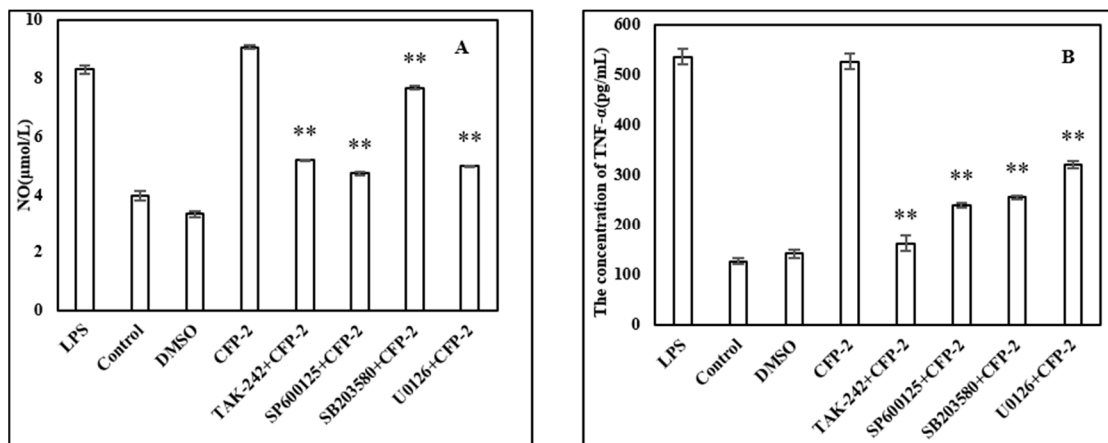 A
NO(μmol/L)
10
8
6
4
2
0
**
**
**
**
LPS
Control
DMSO
CFP-2
TAK-242+CFP-2
SP600125+CFP-2
SB203580+CFP-2
U0126+CFP-2
B
The concentration of TNF-α(pg/mL)
600
500
400
300
200
100
0
**
**
**
**
LPS
Control
DMSO
CFP-2
TAK-242+CFP-2
SP600125+CFP-2
SB203580+CFP-2
U0126+CFP-2